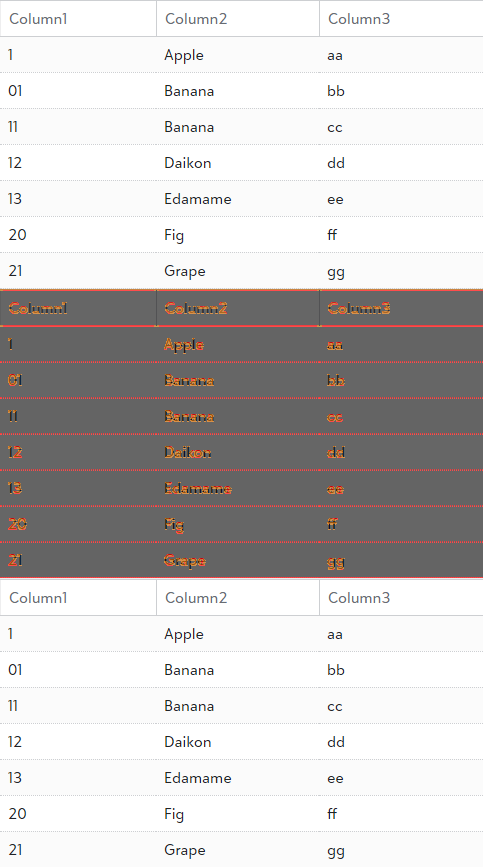 Column1 Column2 Column3
1 Apple aa
01 Banana bb
11 Banana cc
12 Daikon dd
13 Edamame ee
20 Fig ff
21 Grape gg
Column1 Column2 Column3
1 Apple aa
01 Banana bb
11 Banana cc
12 Daikon dd
13 Edamame ee
20 Fig ff
21 Grape gg
Column1 Column2 Column3
1 Apple aa
01 Banana bb
11 Banana cc
12 Daikon dd
13 Edamame ee
20 Fig ff
21 Grape gg